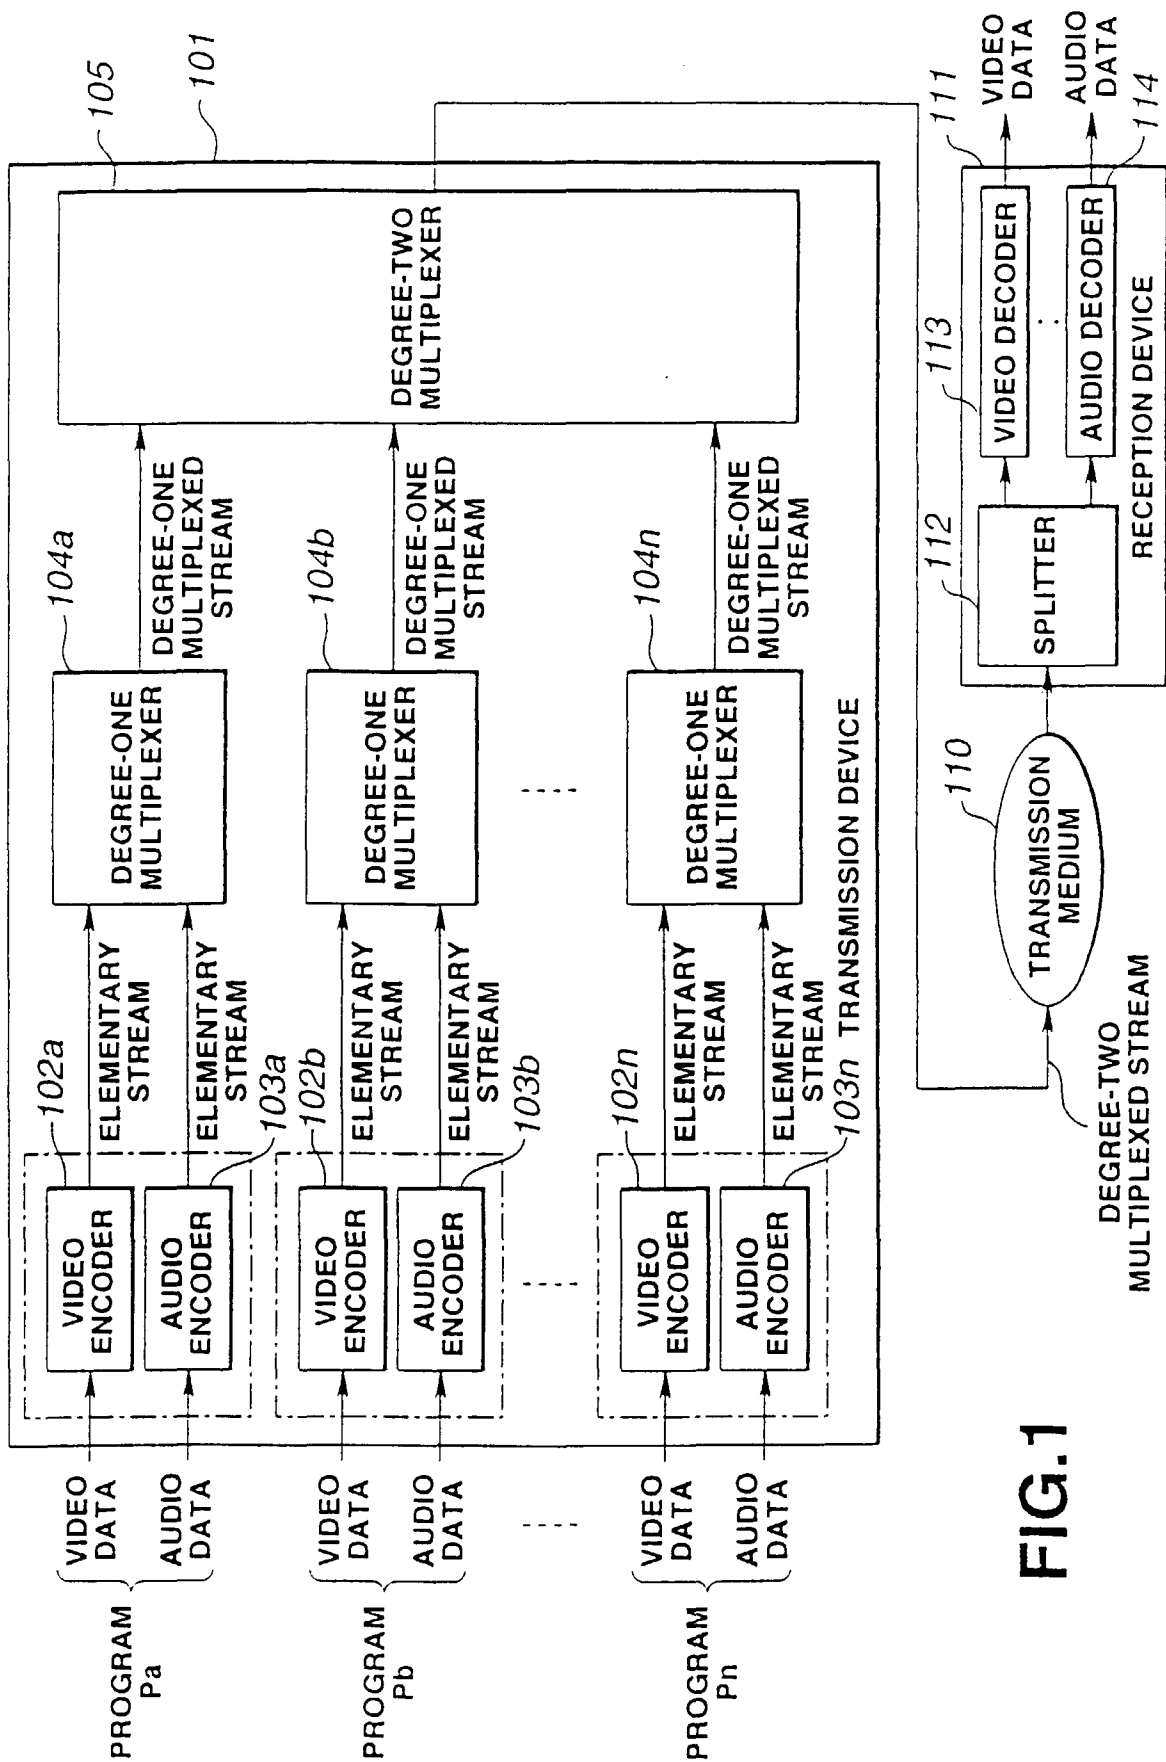 PROGRAM
Pa
VIDEO
DATA
AUDIO
DATA
VIDEO
ENCODER
AUDIO
ENCODER
102a
103a
ELEMENTARY
STREAM
ELEMENTARY
STREAM
104a
DEGREE-ONE
MULTIPLEXER
DEGREE-ONE
MULTIPLEXED
STREAM
105
101
DEGREE-TWO
MULTIPLEXER
PROGRAM
Pb
VIDEO
DATA
AUDIO
DATA
VIDEO
ENCODER
AUDIO
ENCODER
102b
103b
ELEMENTARY
STREAM
ELEMENTARY
STREAM
104b
DEGREE-ONE
MULTIPLEXER
DEGREE-ONE
MULTIPLEXED
STREAM
PROGRAM
Pn
VIDEO
DATA
AUDIO
DATA
VIDEO
ENCODER
AUDIO
ENCODER
102n
103n
ELEMENTARY
STREAM
ELEMENTARY
STREAM
104n
DEGREE-ONE
MULTIPLEXER
DEGREE-ONE
MULTIPLEXED
STREAM
TRANSMISSION DEVICE
DEGREE-TWO
MULTIPLEXED STREAM
110
TRANSMISSION
MEDIUM
112
SPLITTER
113
VIDEO DECODER
AUDIO DECODER
111
114
VIDEO
DATA
AUDIO
DATA
RECEPTION DEVICE
FIG.1